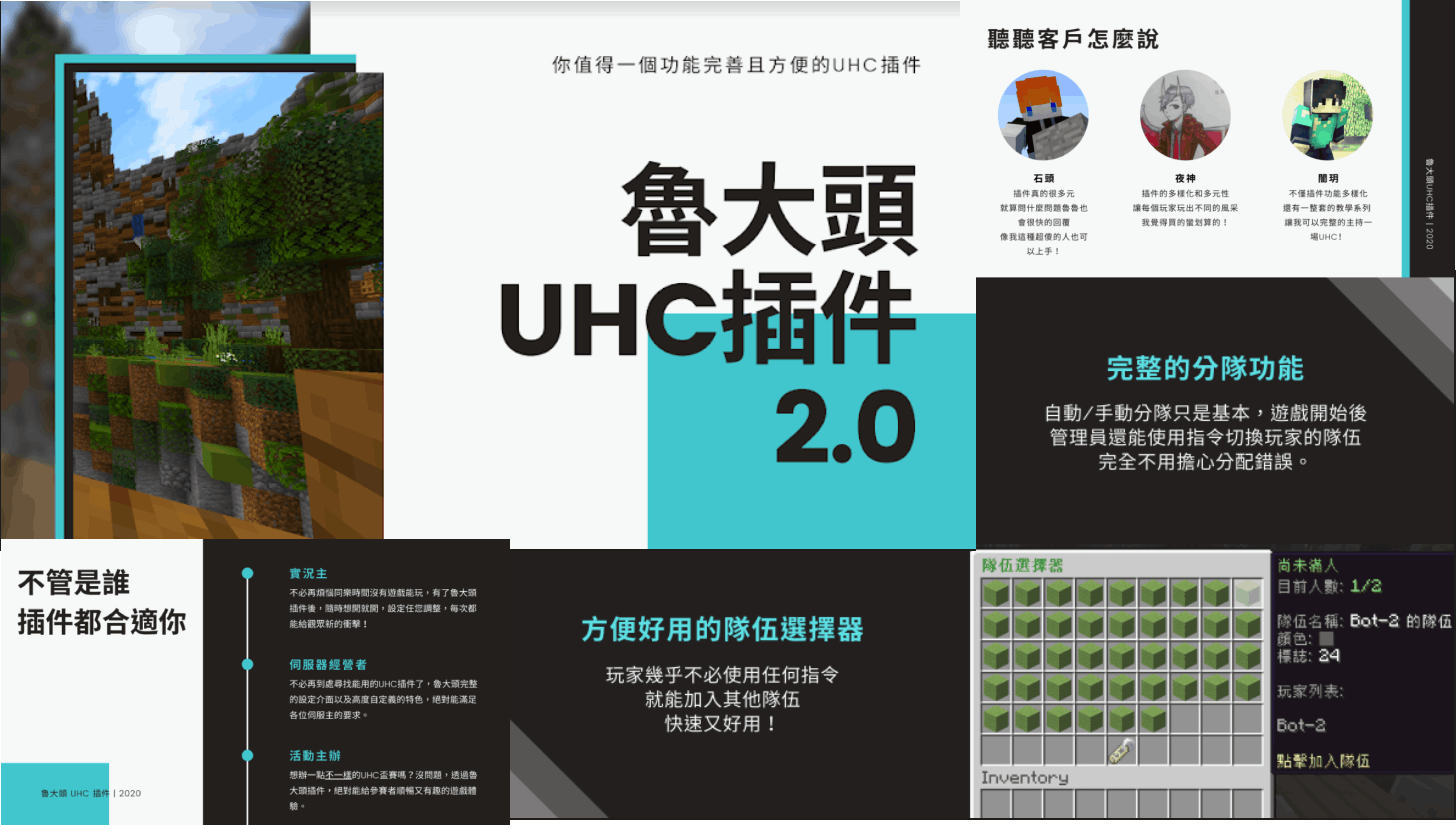 你值得一個功能完善且方便的UHC插件
魯大頭
UHC插件
2.0
聽聽客戶怎麼說
石頭
插件真的很多元
就算問什麼問題魯魯也
會很快的回覆
像我這種超傻的人也可
以上手！
夜神
插件的多樣化和多元性
讓每個玩家玩出不同的風采
我覺得買的蠻划算的！
闇玥
不僅插件功能多樣化
還有一整套的教學系列
讓我可以完整的主持一
場UHC!
魯大頭UHC插件 | 2020
完整的分隊功能
自動/手動分隊只是基本，遊戲開始後
管理員還能使用指令切換玩家的隊伍
完全不用擔心分配錯誤。
不管是誰
插件都合適你
魯大頭 UHC 插件 | 2020
實況主
不必再煩惱同樂時間沒有遊戲能玩，有了魯大頭
插件後，隨時想開就開，設定任您調整，每次都
能給觀眾新的衝擊！
伺服器經營者
不必再到處尋找能用的UHC插件了，魯大頭完整
的設定介面以及高度自定義的特色，絕對能滿足
各位伺服主的要求。
活動主辦
想辦一點不一樣的UHC盃賽嗎？沒問題，透過魯
大頭插件，絕對能給參賽者順暢又有趣的遊戲體
驗。
方便好用的隊伍選擇器
玩家幾乎不必使用任何指令
就能加入其他隊伍
快速又好用！
隊伍選擇器
Inventory
尚未滿人
目前人數: 1/2
隊伍名稱: Bot-2 的隊伍
顏色: ■
標誌: 24
玩家列表:
Bot-2
點擊加入隊伍